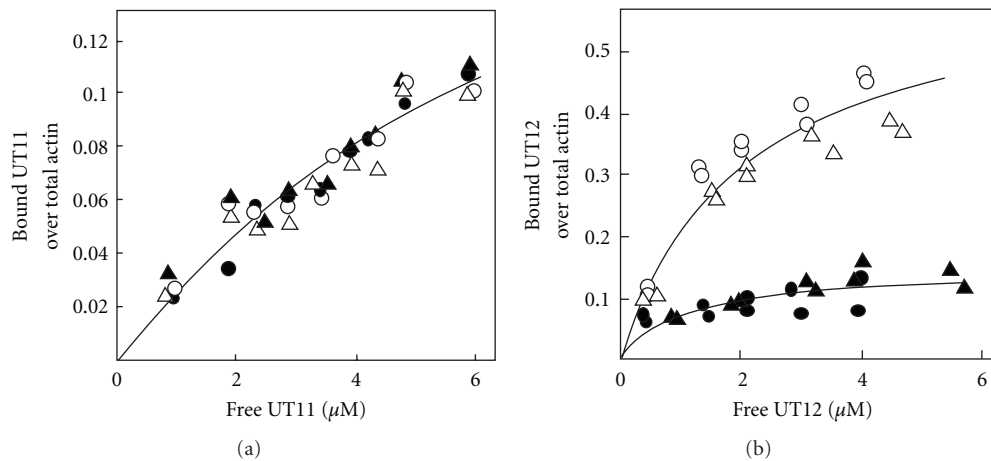 0.12
0.1
0.08
0.06
0.04
0.02
0 2 4 6
Bound UT11
over total actin
Free UT11 (μM)
(a)
0.5
0.4
0.3
0.2
0.1
0 2 4 6
Bound UT12
over total actin
Free UT12 (μM)
(b)